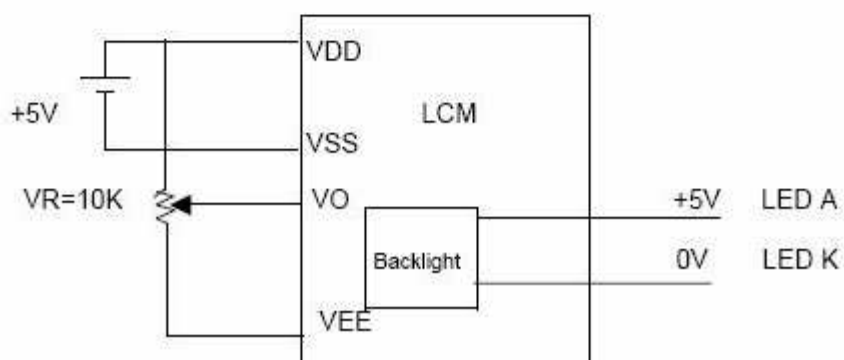 VDD
+5V
LCM
VSS
VR=10K
VO
+5V LED A
Backlight
0V LED K
VEE